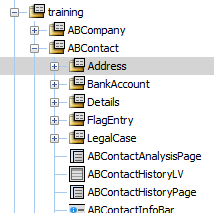 training
ABCompany
ABContact
Address
BankAccount
Details
FlagEntry
LegalCase
ABContactAnalysisPage
ABContactHistoryLV
ABContactHistoryPage
ABContactInfoBar